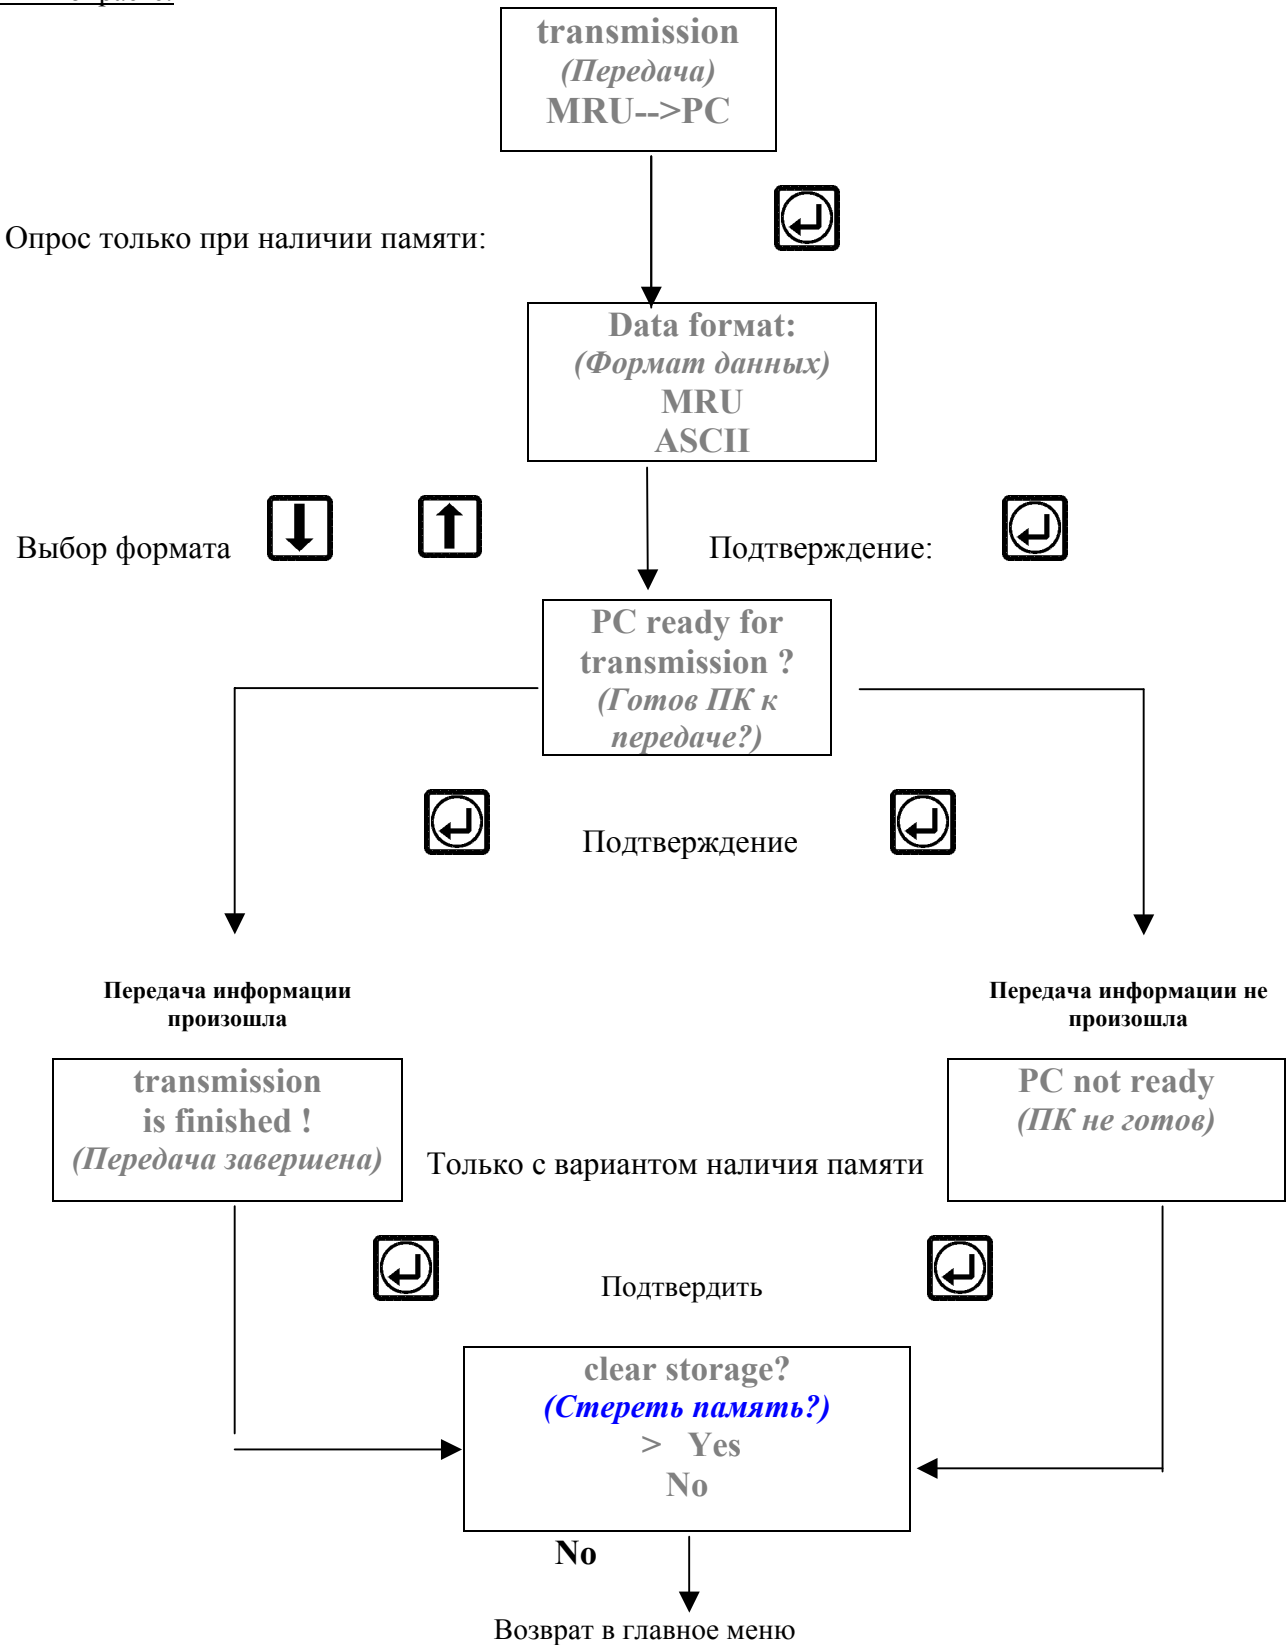 transmission
(Передача)
MRU-->PC
Опрос только при наличии памяти:
Data forмat:
(Формат данных)
MRU
ASCII
Выбор формата
Подтверждение:
PC ready for
transmission ?
(Готов ПК к
передаче?)
Подтверждение
Передача информации
произошла
Передача информации не
произошла
transmission
is finished !
(Передача завершена)
PC not ready
(ПК не готов)
Только с вариантом наличия памяти
Подтвердить
clear storage?
(Стереть память?)
> Yes
No
No
Возврат в главное меню